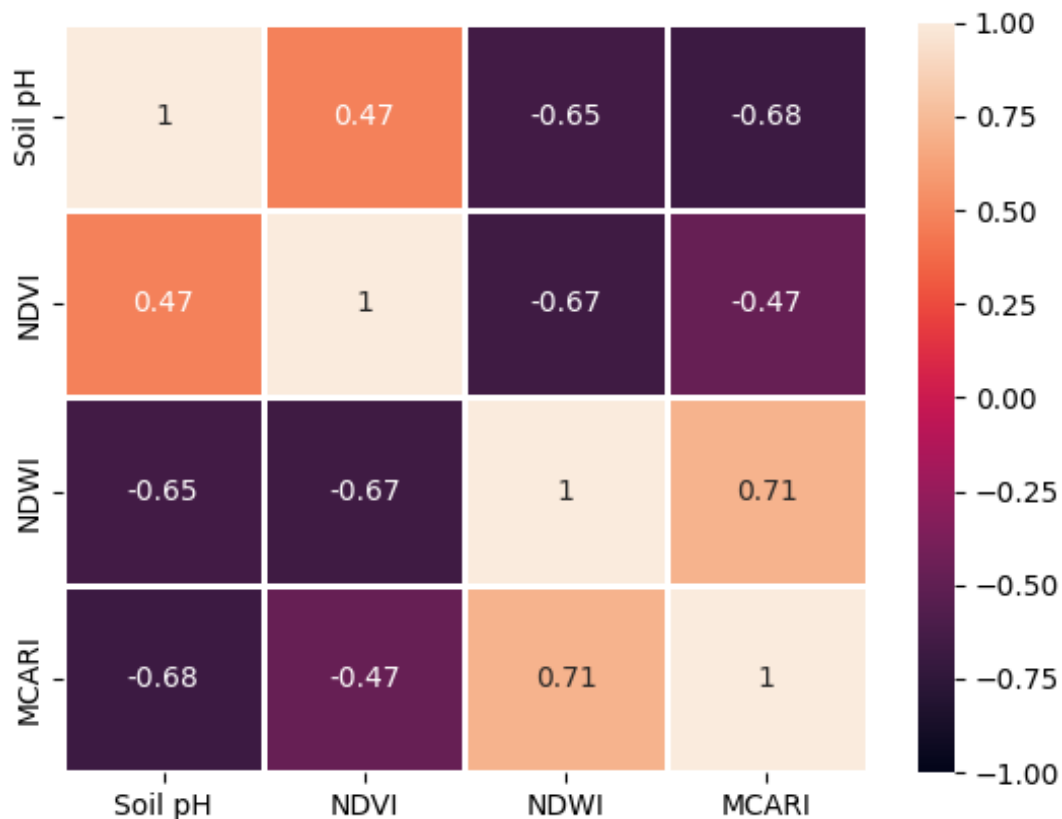 Soil pH 1 0.47 -0.65 -0.68
NDVI 0.47 1 -0.67 -0.47
NDWI -0.65 -0.67 1 0.71
MCARI -0.68 -0.47 0.71 1
Soil pH NDVI NDWI MCARI
1.00
0.75
0.50
0.25
0.00
−0.25
−0.50
−0.75
−1.00